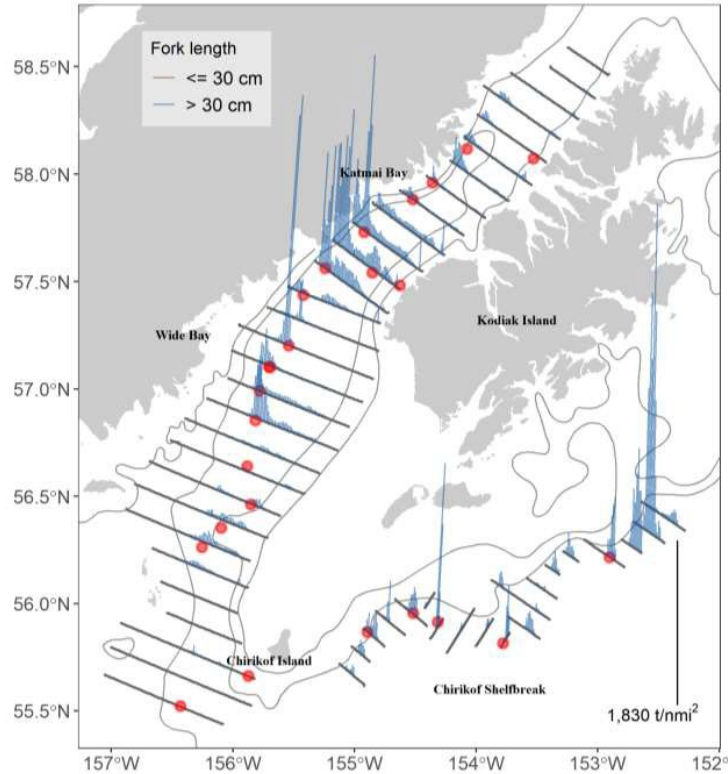 Fork length
<= 30 cm
> 30 cm
58.5°N
58.0°N
57.5°N
57.0°N
56.5°N
56.0°N
55.5°N
Katmai Bay
Wide Bay
Kodiak Island
Chirikof Island
Chirikof Shelfbreak
1,830 t/nmi²
157°W
156°W
155°W
154°W
153°W
152